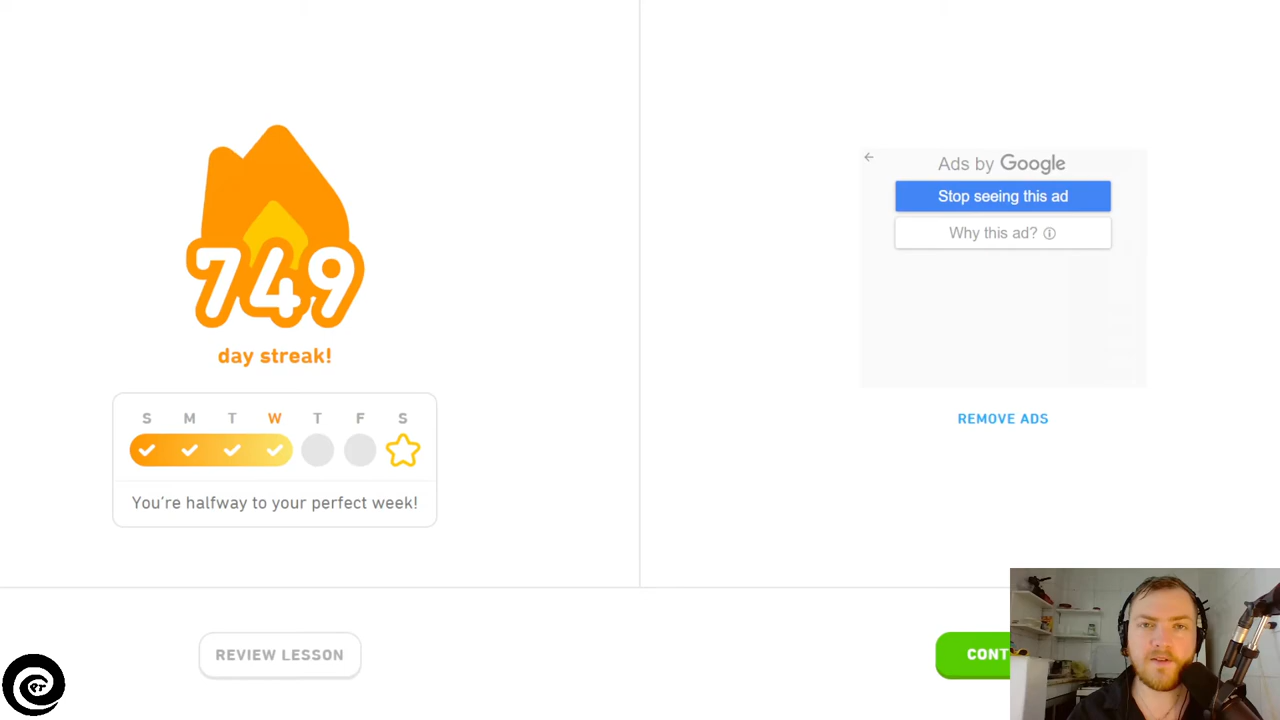 749
day streak!
S M T W T F S
You're halfway to your perfect week!
REVIEW LESSON
Ads by Google
Stop seeing this ad
Why this ad?
REMOVE ADS
CONT